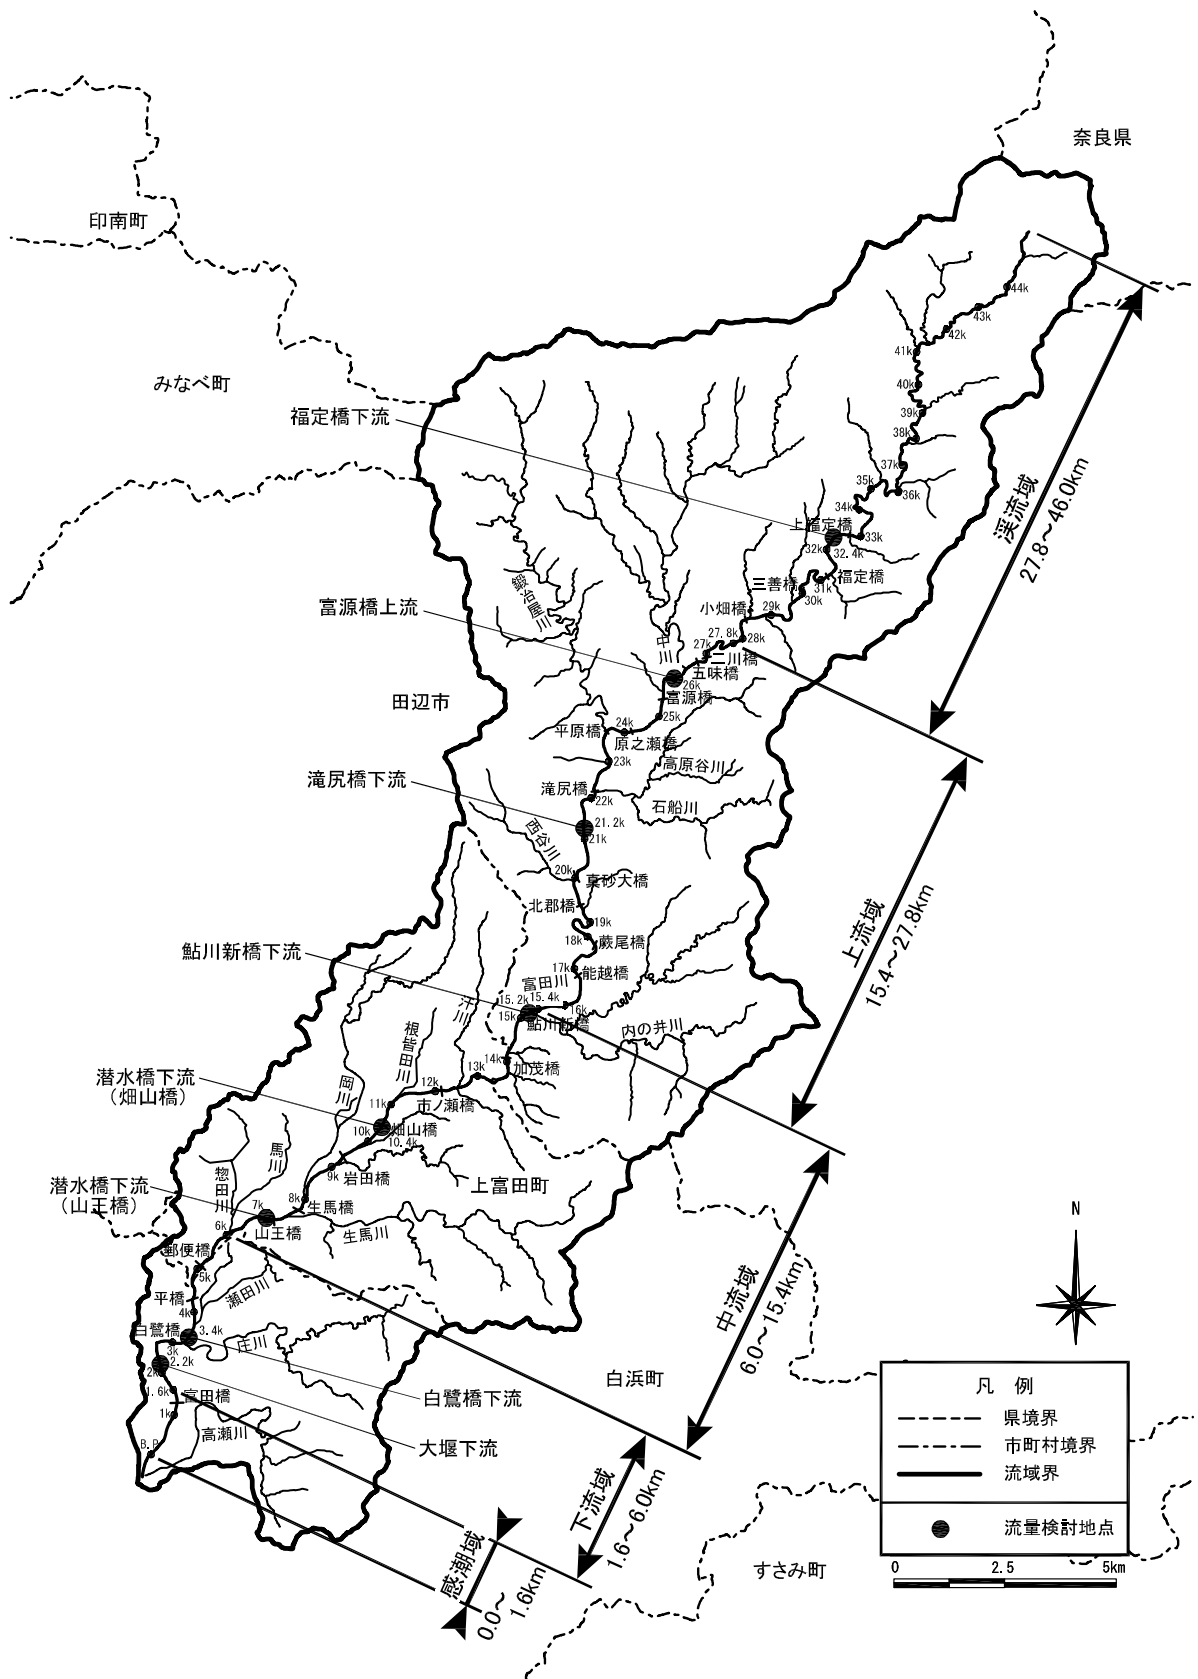 奈良県
印南町
みなべ町
福定橋下流
44k
43k
42k
41k
40k
39k
38k
37k
36k
35k
34k
33k
上福定橋
32k
32.4k
福定橋
31k
三善橋
30k
29k
小畑橋
28k
27.8k
27k
二川橋
五味橋
26k
中川
鍛冶屋川
富源橋上流
富源橋
25k
24k
平原橋
原之瀬橋
23k
高原谷川
田辺市
滝尻橋下流
滝尻橋
22k
石船川
21.2k
21k
西谷川
20k
真砂大橋
北郡橋
19k
18k
蕨尾橋
17k
能越橋
富田川
鮎川新橋下流
15.2k
15.4k
16k
15k
鮎川新橋
内の井川
汗川
根皆田川
岡川
14k
加茂橋
13k
12k
市ノ瀬橋
11k
潜水橋下流
(畑山橋)
畑山橋
10k
10.4k
9k
岩田橋
上富田町
馬川
惣田川
潜水橋下流
(山王橋)
8k
生馬橋
7k
山王橋
生馬川
6k
郵便橋
5k
平橋
瀬田川
4k
白鷺橋
3.4k
3k
庄川
2.2k
2k
白鷺橋下流
1.6k
富田橋
1k
高瀬川
大堰下流
B.P
白浜町
すさみ町
渓流域
27.8～46.0km
上流域
15.4～27.8km
中流域
6.0～15.4km
下流域
1.6～6.0km
感潮域
0.0～
1.6km
N
凡 例
県境界
市町村境界
流域界
流量検討地点
0 2.5 5km